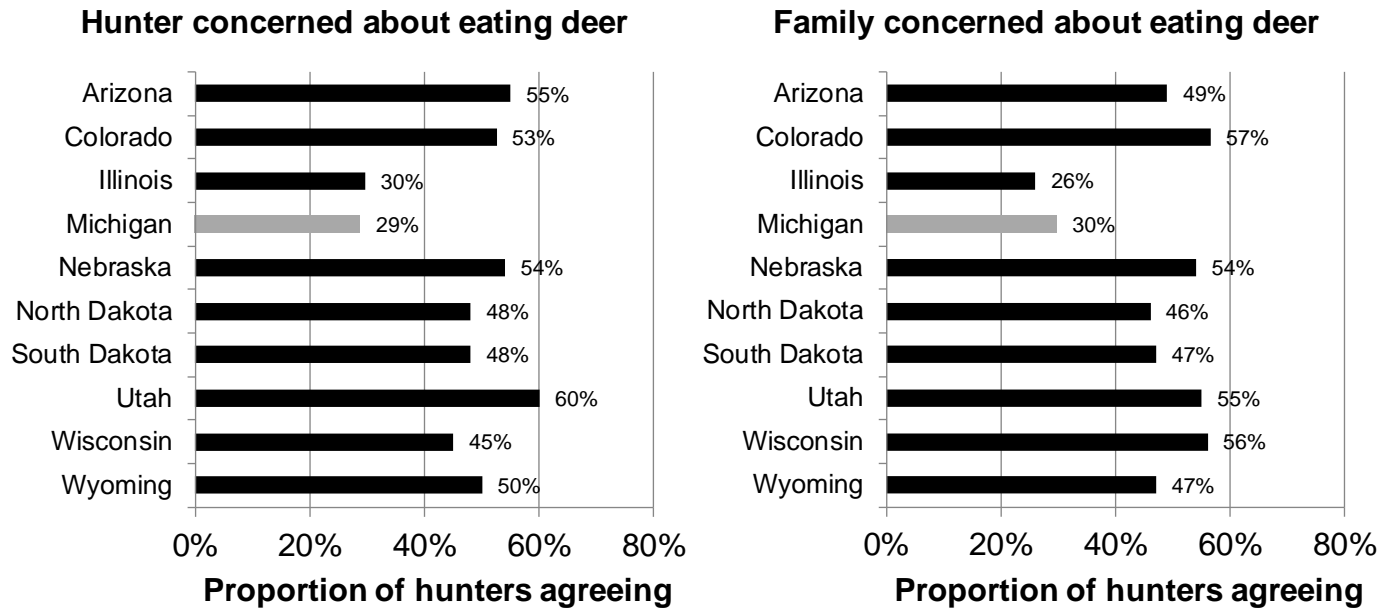 Hunter concerned about eating deer
Arizona 55%
Colorado 53%
Illinois 30%
Michigan 29%
Nebraska 54%
North Dakota 48%
South Dakota 48%
Utah 60%
Wisconsin 45%
Wyoming 50%
0% 20% 40% 60% 80%
Proportion of hunters agreeing
Family concerned about eating deer
Arizona 49%
Colorado 57%
Illinois 26%
Michigan 30%
Nebraska 54%
North Dakota 46%
South Dakota 47%
Utah 55%
Wisconsin 56%
Wyoming 47%
0% 20% 40% 60% 80%
Proportion of hunters agreeing